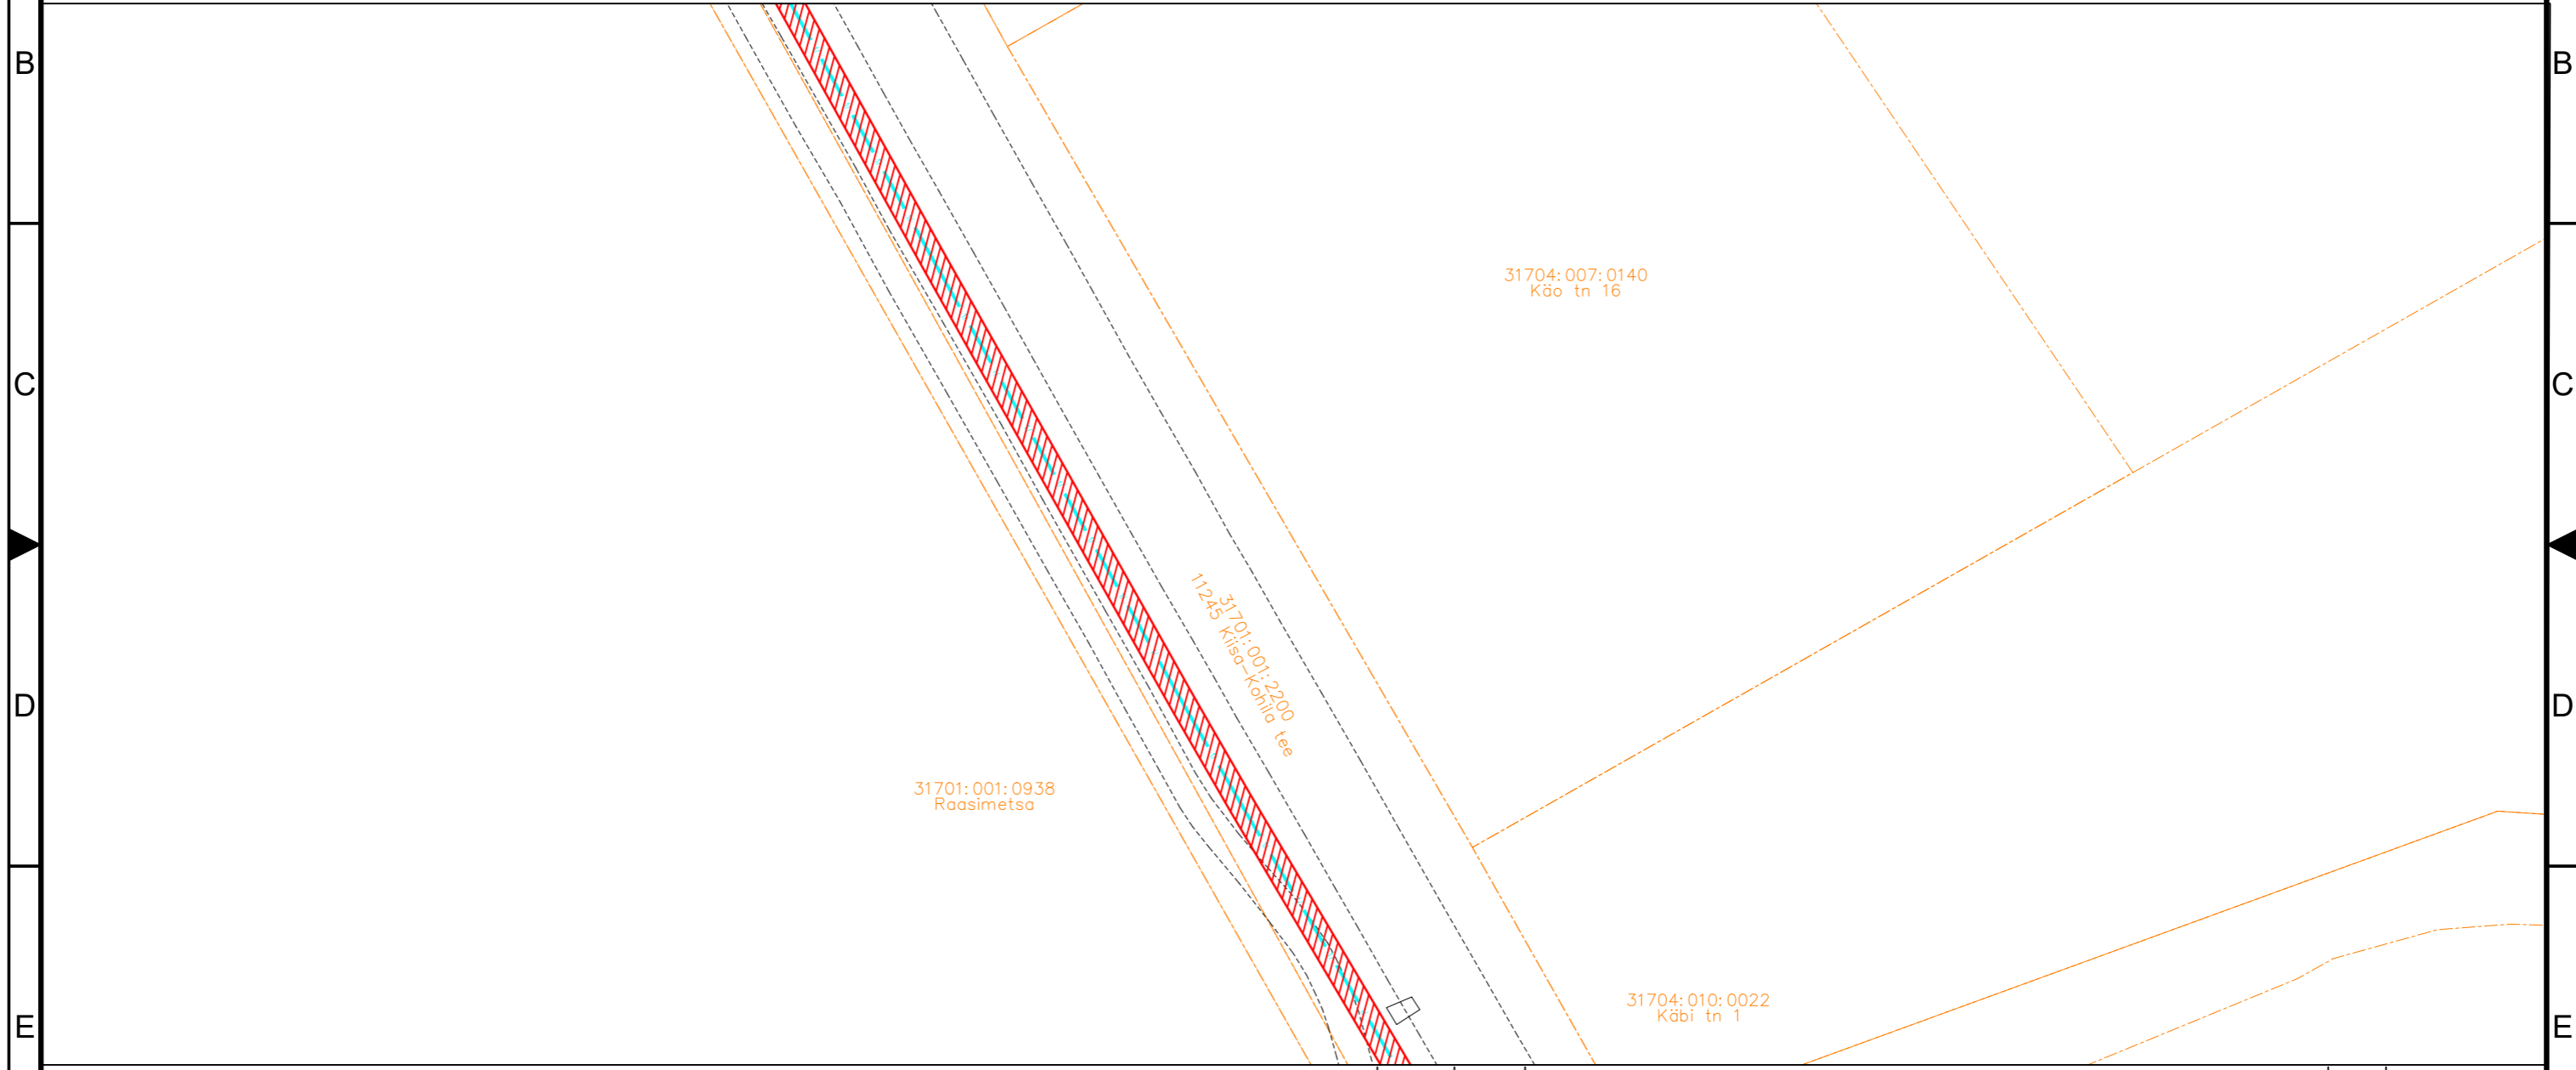 B
B
31704:007:0140
Käo tn 16
C
C
31701:001:2200
11245 Kiisa-Kohila tee
D
D
31701:001:0938
Raasimetsa
31704:010:0022
Käbi tn 1
E
E